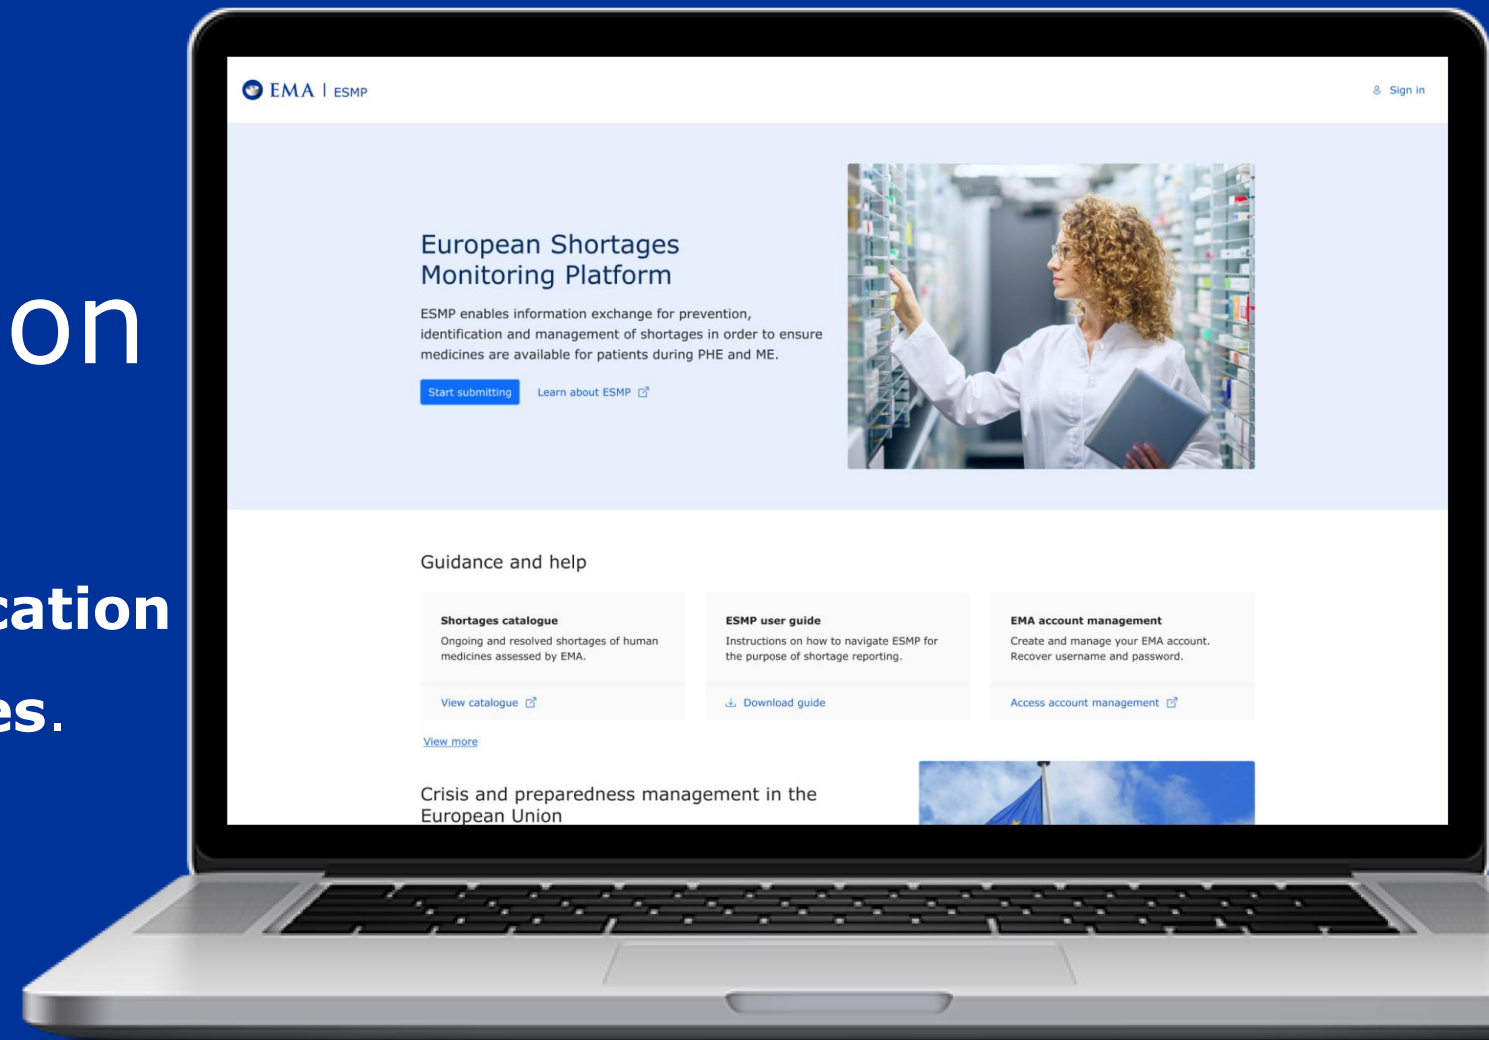 on
cation
es.
EMA | ESMP
Sign in
European Shortages
Monitoring Platform
ESMP enables information exchange for prevention,
identification and management of shortages in order to ensure
medicines are available for patients during PHE and ME.
Start submitting Learn about ESMP
Guidance and help
Shortages catalogue
Ongoing and resolved shortages of human
medicines assessed by EMA.
View catalogue
ESMP user guide
Instructions on how to navigate ESMP for
the purpose of shortage reporting.
Download guide
EMA account management
Create and manage your EMA account.
Recover username and password.
Access account management
View more
Crisis and preparedness management in the
European Union